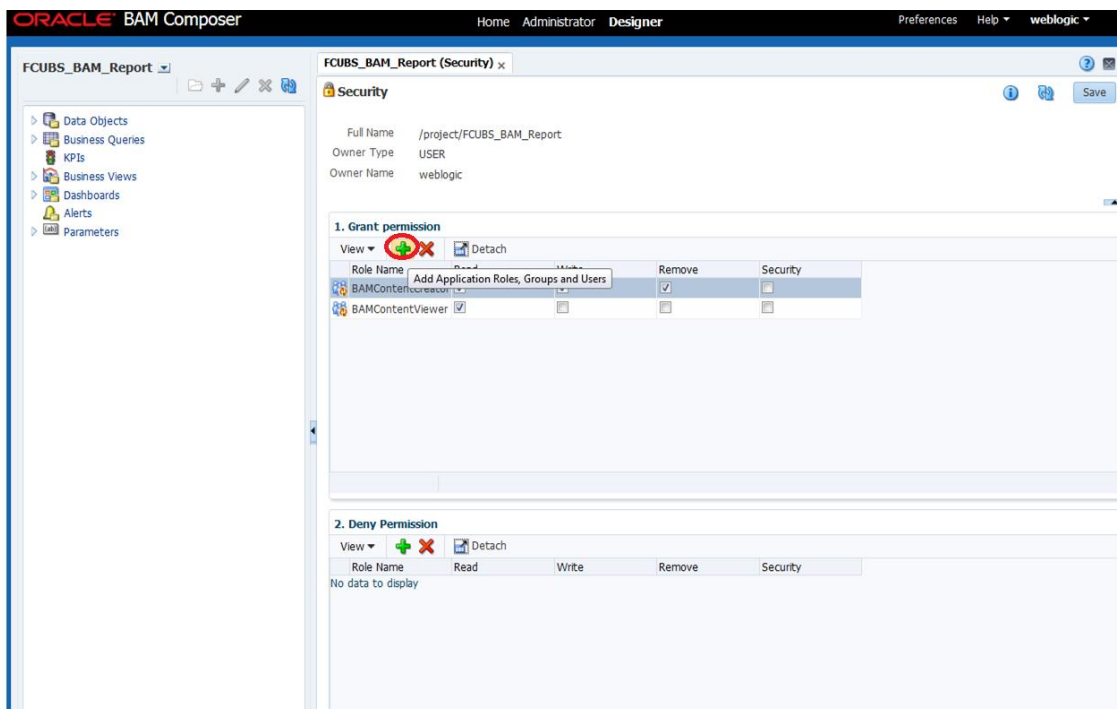 ORACLE BAM Composer
Home Administrator Designer
Preferences Help weblogic
FCUBS_BAM_Report
Data Objects
Business Queries
KPIs
Business Views
Dashboards
Alerts
Parameters
FCUBS_BAM_Report (Security) x
Security
Save
Full Name /project/FCUBS_BAM_Report
Owner Type USER
Owner Name weblogic
1. Grant permission
View Detach
Role Name Remove Security
Add Application Roles, Groups and Users
BAMContentCreator
BAMContentViewer
2. Deny Permission
View Detach
Role Name Read Write Remove Security
No data to display